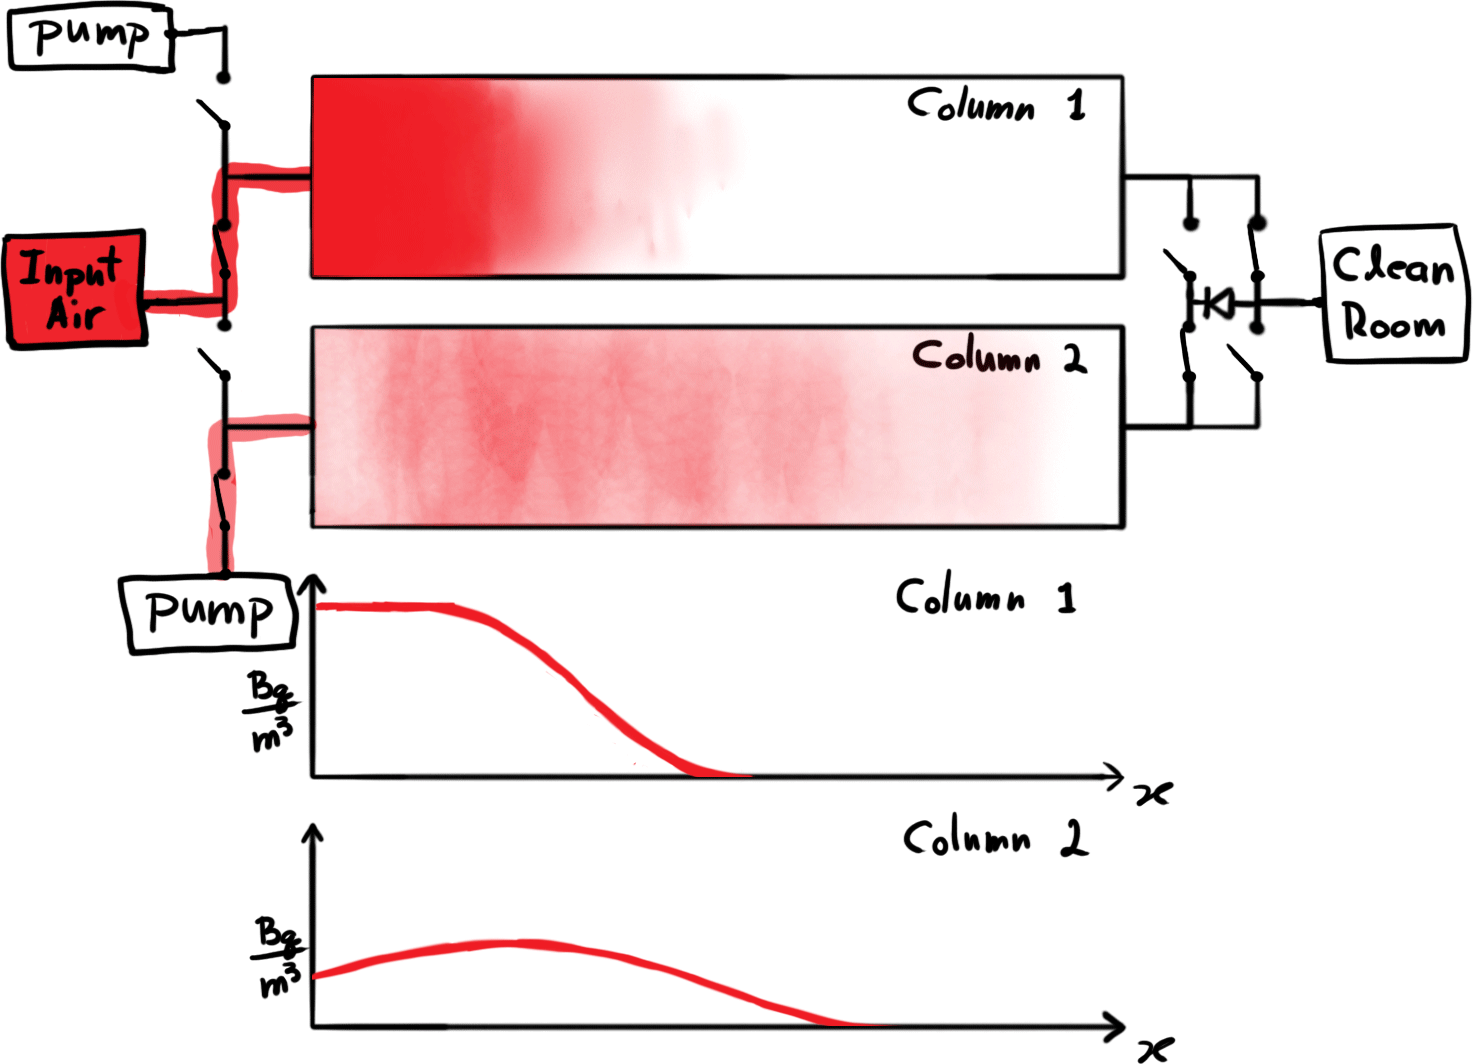 pump
Column 1
Input
Air
Clean
Room
Column 2
pump
Column 1
Bq
m³
x
Column 2
Bq
m³
x